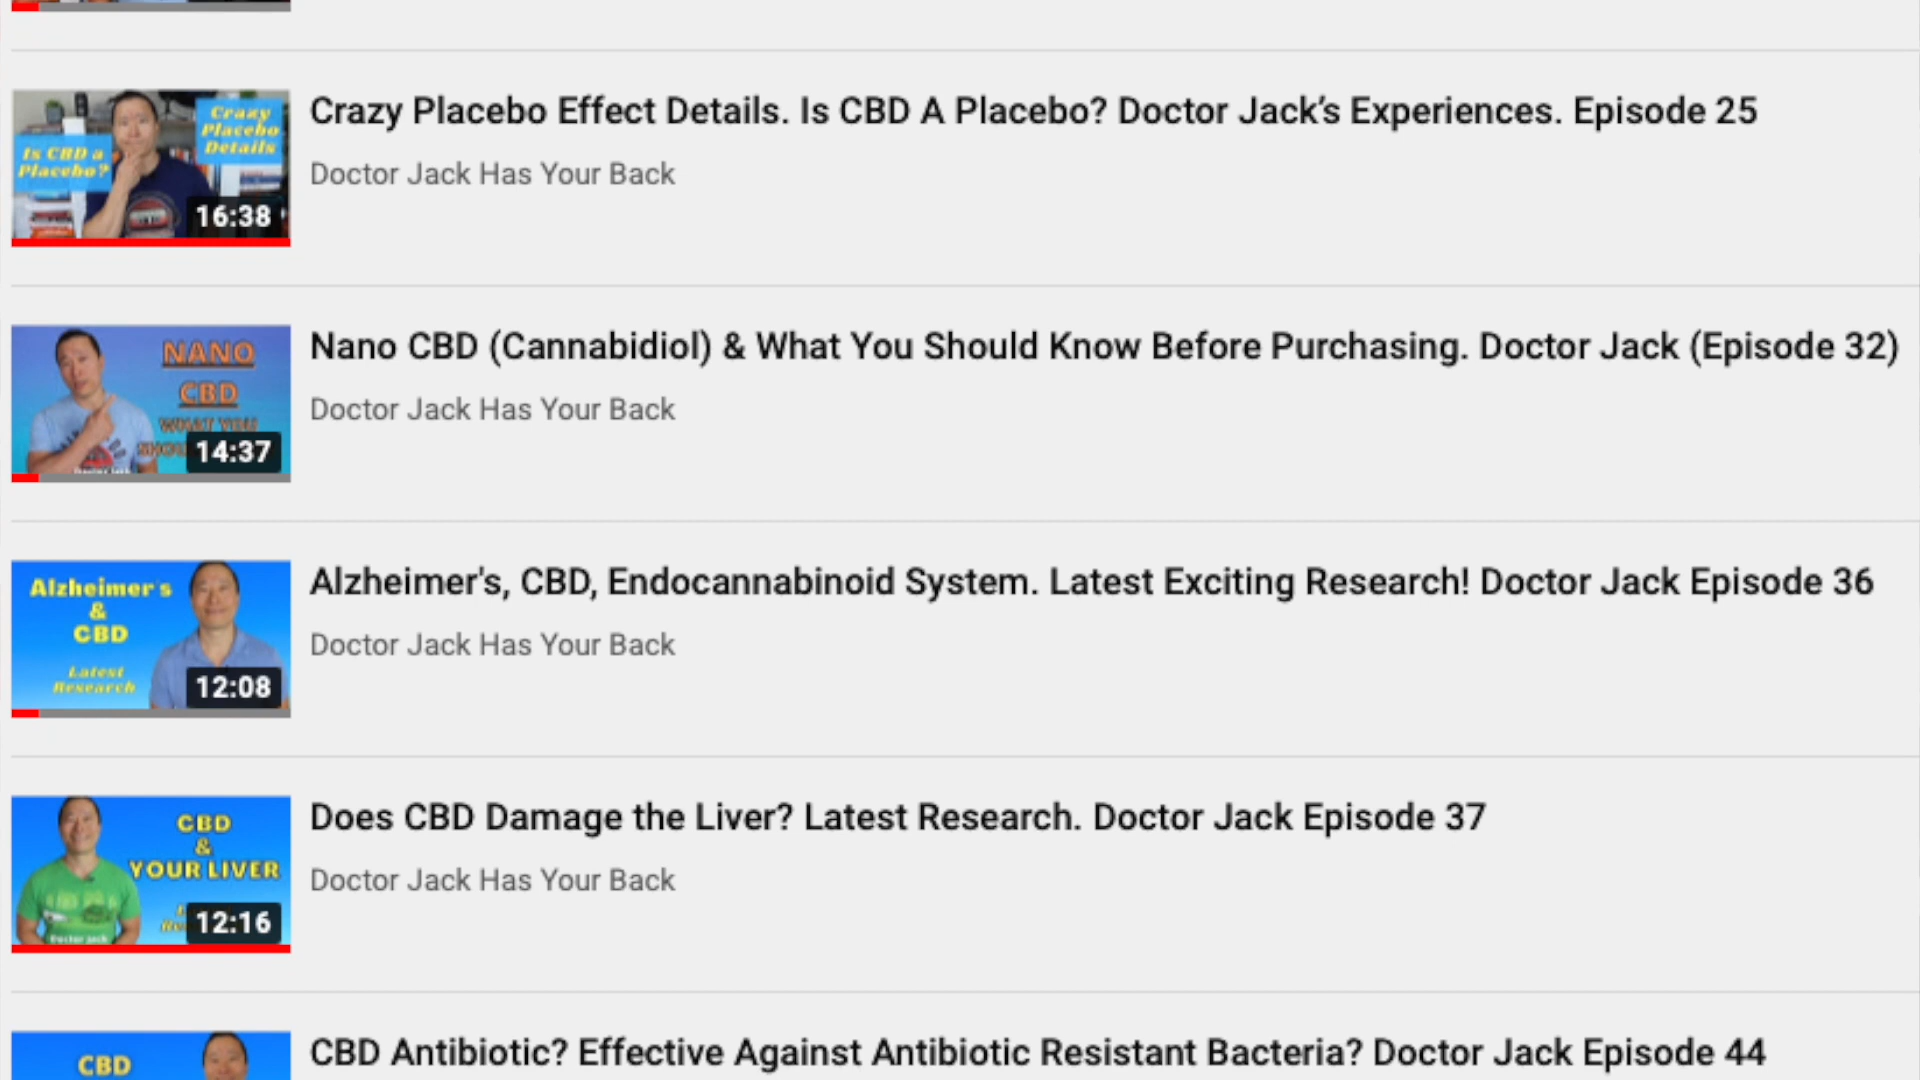 Crazy Placebo Effect Details. Is CBD A Placebo? Doctor Jack's Experiences. Episode 25
Doctor Jack Has Your Back
Crazy
Placebo
Details
Is CBD a
Placebo?
16:38
Nano CBD (Cannabidiol) & What You Should Know Before Purchasing. Doctor Jack (Episode 32)
Doctor Jack Has Your Back
NANO
CBD
WHAT YOU
14:37
Alzheimer's, CBD, Endocannabinoid System. Latest Exciting Research! Doctor Jack Episode 36
Doctor Jack Has Your Back
Alzheimer's
&
CBD
Latest
Research
12:08
Does CBD Damage the Liver? Latest Research. Doctor Jack Episode 37
Doctor Jack Has Your Back
CBD
&
YOUR LIVER
Doctor Jack
12:16
CBD Antibiotic? Effective Against Antibiotic Resistant Bacteria? Doctor Jack Episode 44
CBD